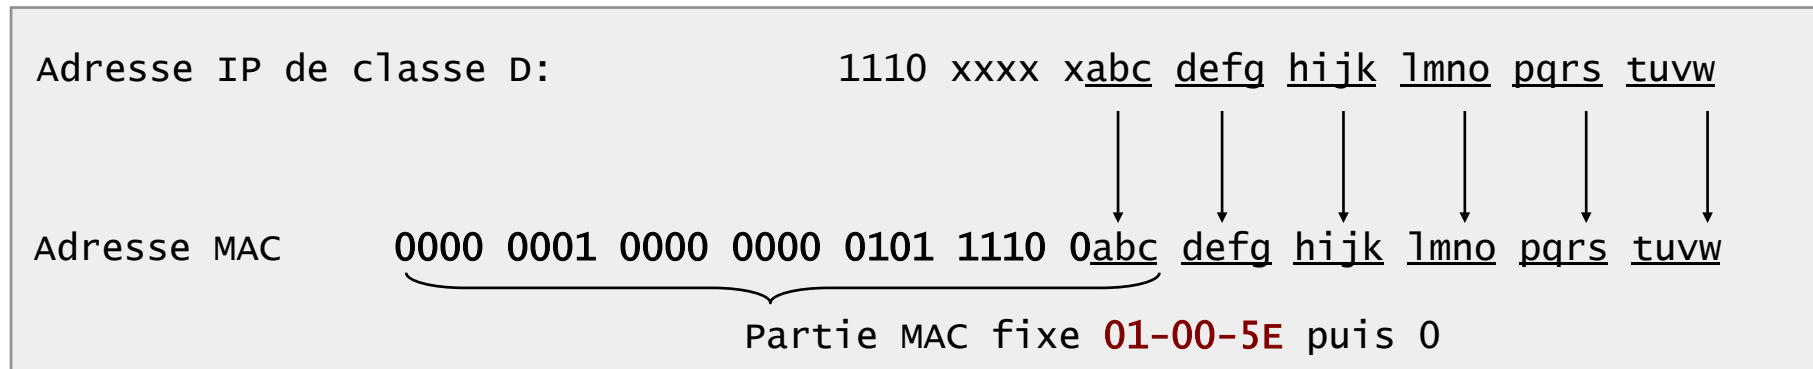 Adresse IP de classe D: 1110 xxxx xabc defg hijk lmno pqrs tuvw
Adresse MAC 0000 0001 0000 0000 0101 1110 0abc defg hijk lmno pqrs tuvw
Partie MAC fixe 01-00-5E puis 0